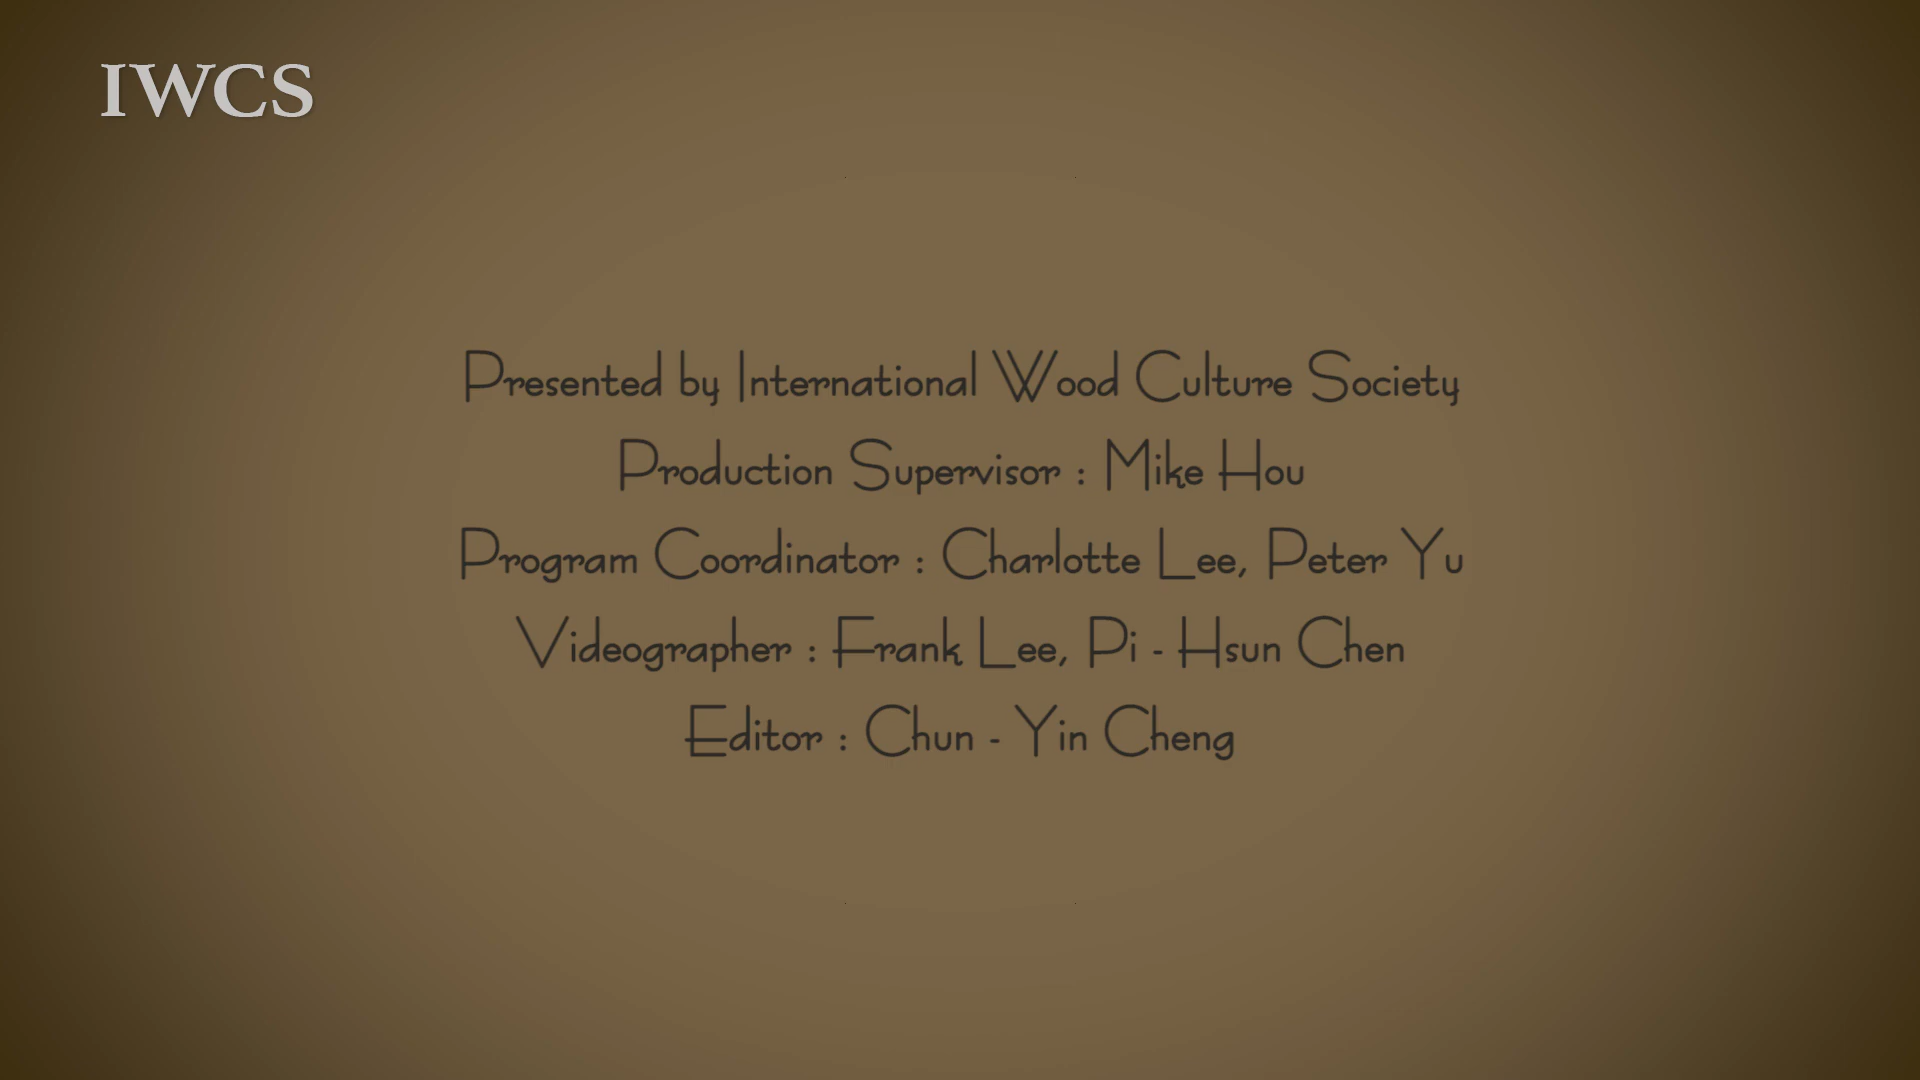 IWCS
Presented by International Wood Culture Society
Production Supervisor : Mike Hou
Program Coordinator : Charlotte Lee, Peter Yu
Videographer : Frank Lee, Pi - Hsun Chen
Editor : Chun - Yin Cheng